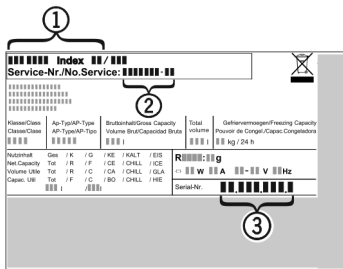 1
Index /
Service-Nr./No.Service: -
2
Klasse/Class
Classe/Classe
Ap-Typ/AP-Type
AP-Type/AP-Tipo
Bruttoinhalt/Gross Capacity
Volume Brut/Capacidad Bruta
Total
volume
Gefriervermoegen/Freezing Capacity
Pouvoir de Congel./Capac.Congeladora
l
l
kg / 24 h
Nutzinhalt Ges / K / G / KE / KALT / EIS
Net.Capacity Tot / R / F / CE / CHILL / ICE
Volume Utile Tot / R / C / CA / CHILL / GLA
Capac. Util Tot / F / C / BO / CHILL / HIE
l / l
R : g
W A - V Hz
Serial-Nr. . . .
3